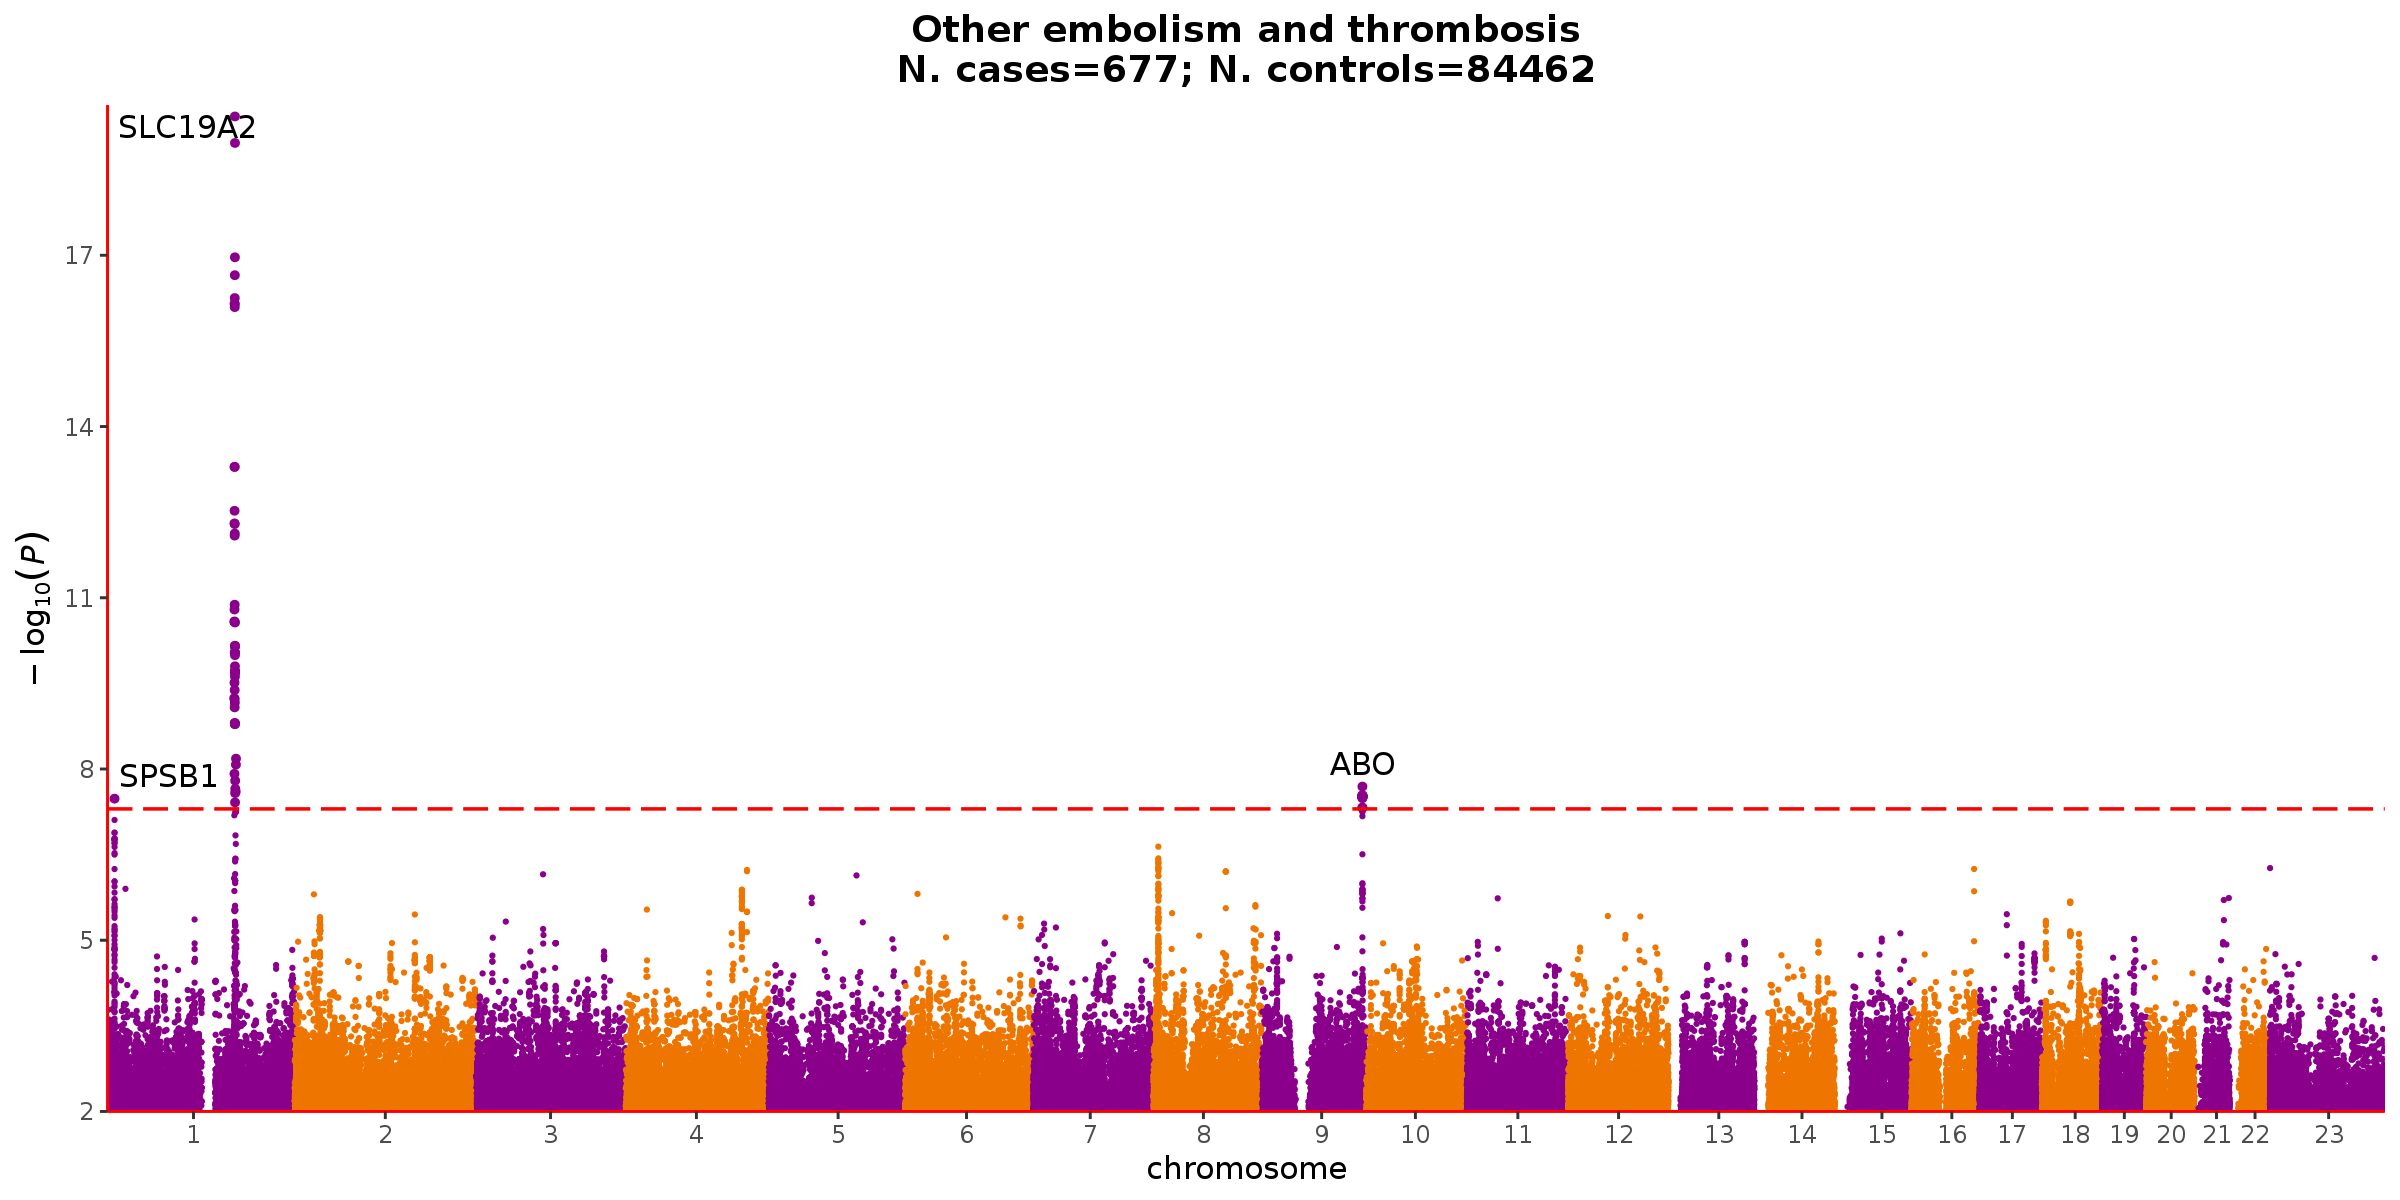 Other embolism and thrombosis
N. cases=677; N. controls=84462
SLC19A2
17
14
11
8
5
2
SPSB1
ABO
−log10(P)
1 2 3 4 5 6 7 8 9 10 11 12 13 14 15 16 17 18 19 20 21 22 23
chromosome